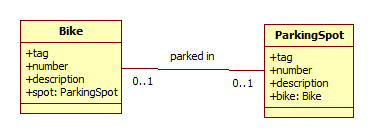 Bike
+tag
+number
+description
+spot: ParkingSpot
parked in
0..1
0..1
ParkingSpot
+tag
+number
+description
+bike: Bike